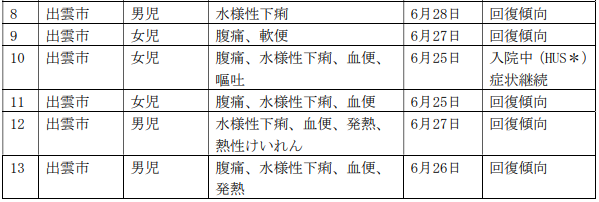 8 出雲市 男児 水様性下痢 6月28日 回復傾向
9 出雲市 女児 腹痛、軟便 6月27日 回復傾向
10 出雲市 女児 腹痛、水様性下痢、血便、 6月25日 入院中（HUS＊）
嘔吐 症状継続
11 出雲市 女児 腹痛、水様性下痢、血便 6月25日 回復傾向
12 出雲市 男児 水様性下痢、血便、発熱、 6月27日 回復傾向
熱性けいれん
13 出雲市 男児 腹痛、水様性下痢、血便、 6月26日 回復傾向
発熱